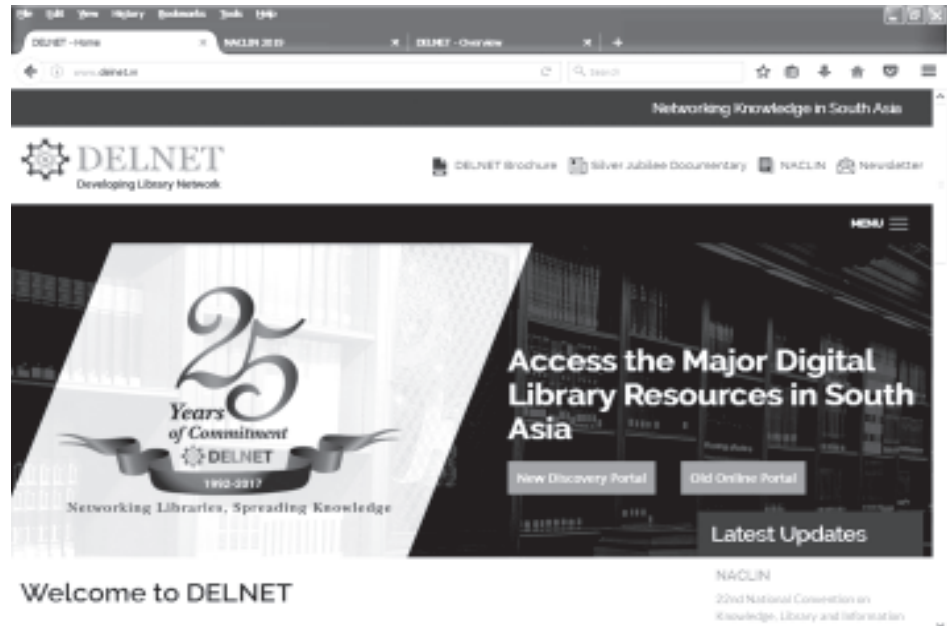 File Edit View History Bookmarks Tools Help
DELNET - Home
NACLIN 2019
DELNET - Overview
www.delnet.in
Search
Networking Knowledge in South Asia
DELNET
Developing Library Network
DELNET Brochure
Silver Jubilee Documentary
NACLIN
Newsletter
MENU
25
Years
of Commitment
DELNET
1992-2017
Networking Libraries, Spreading Knowledge
Access the Major Digital
Library Resources in South
Asia
New Discovery Portal
Old Online Portal
Latest Updates
Welcome to DELNET
NACLIN
22nd National Convention on
Knowledge, Library and Information